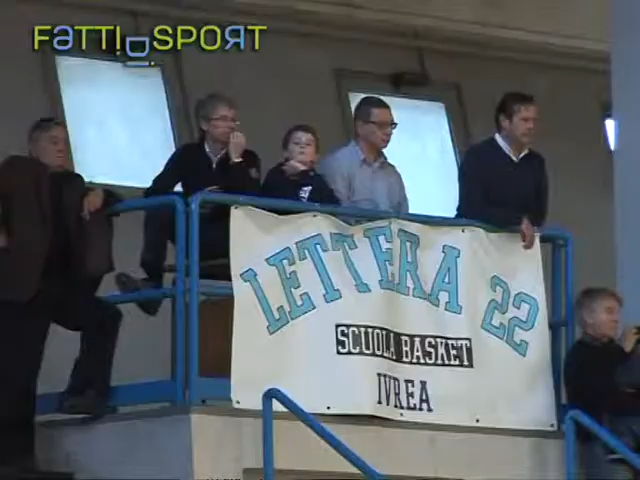 FATTI DI SPORT
LETTERA 22
SCUOLA BASKET
IVREA